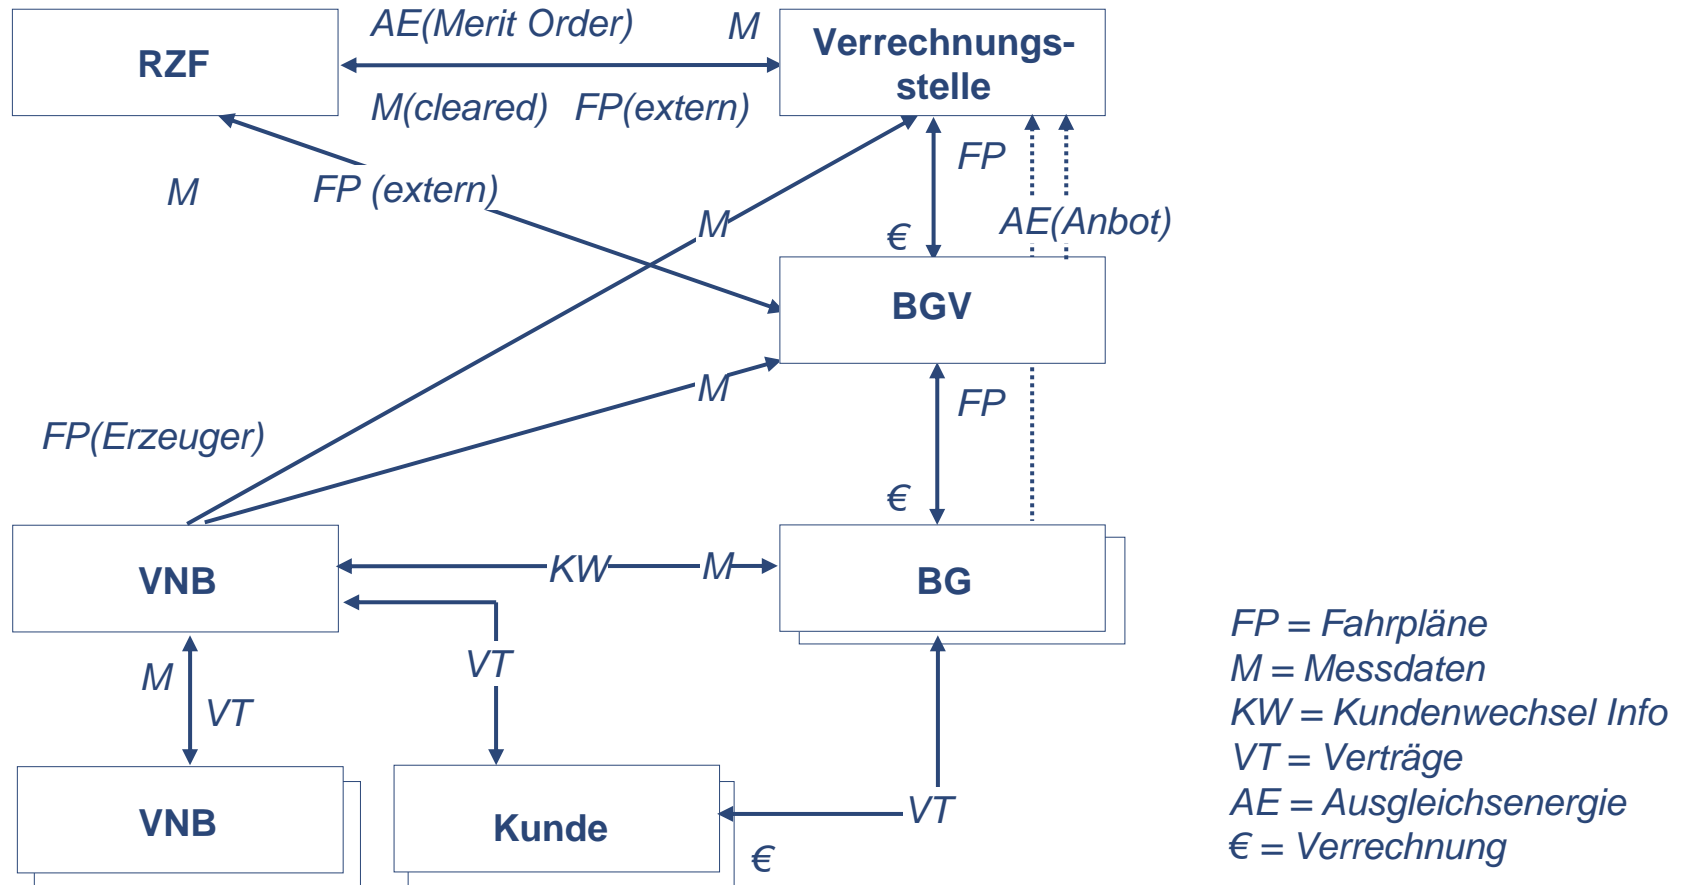 AE(Merit Order)
M
RZF
Verrechnungs-
stelle
M(cleared)
FP(extern)
FP
M
FP (extern)
M
AE(Anbot)
€
BGV
M
FP
FP(Erzeuger)
€
VNB
KW
M
BG
VT
M
VT
VNB
Kunde
VT
€
FP = Fahrpläne
M = Messdaten
KW = Kundenwechsel Info
VT = Verträge
AE = Ausgleichsenergie
€ = Verrechnung